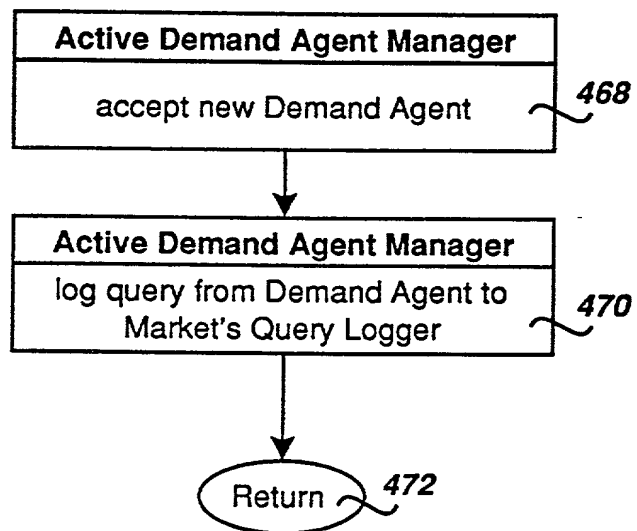 Active Demand Agent Manager
accept new Demand Agent
468
Active Demand Agent Manager
log query from Demand Agent to
Market's Query Logger
470
Return
472